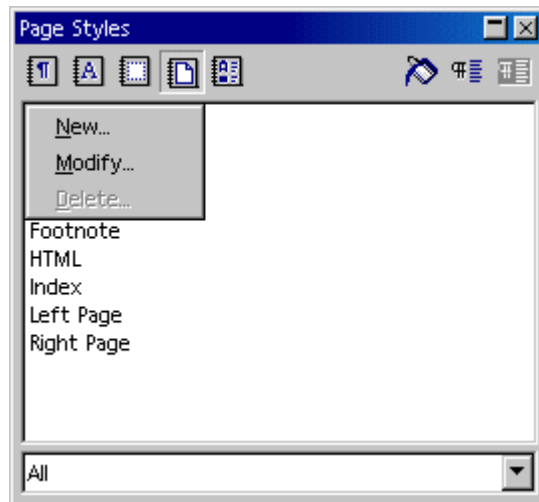 Page Styles
New...
Modify...
Delete...
Footnote
HTML
Index
Left Page
Right Page
All